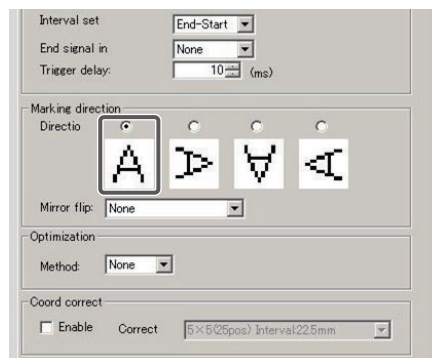 Interval set End-Start
End signal in None
Trigger delay: 10 (ms)
Marking direction
Directio
A A A A
Mirror flip: None
Optimization
Method: None
Coord correct
Enable Correct 5×5(25pos) Interval:22.5mm